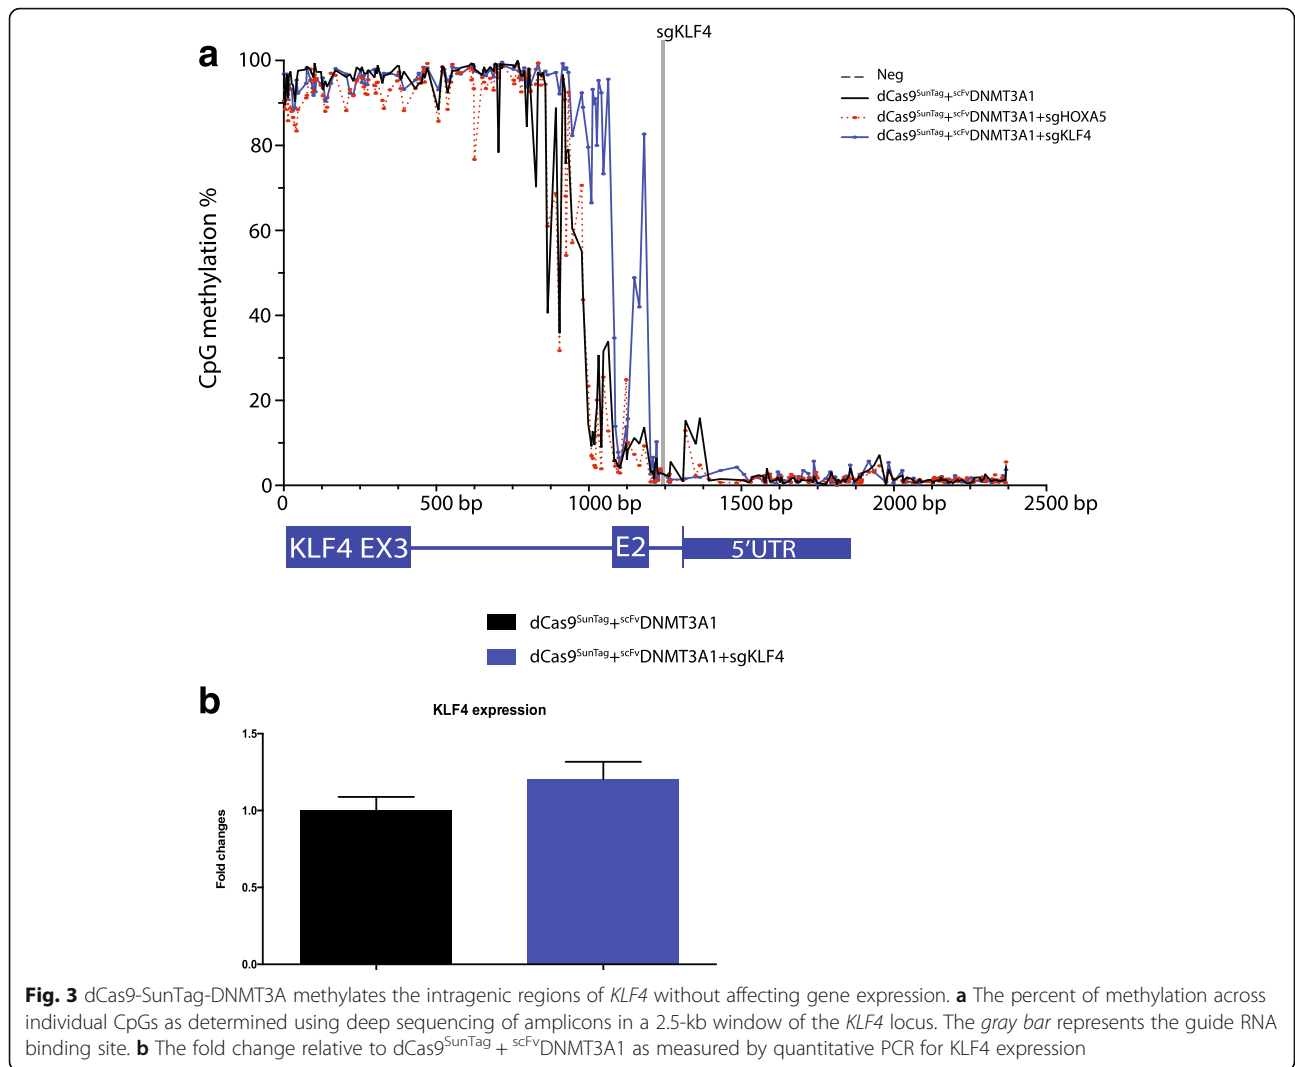 sgKLF4
a
100
80
60
40
20
0
CpG methylation %
Neg
dCas9SunTag+scFvDNMT3A1
dCas9SunTag+scFvDNMT3A1+sgHOXA5
dCas9SunTag+scFvDNMT3A1+sgKLF4
0 500 bp 1000 bp 1500 bp 2000 bp 2500 bp
KLF4 EX3 E2 5'UTR
dCas9SunTag+scFvDNMT3A1
dCas9SunTag+scFvDNMT3A1+sgKLF4
b
KLF4 expression
1.5
1.0
0.5
0.0
Fold changes
Fig. 3 dCas9-SunTag-DNMT3A methylates the intragenic regions of KLF4 without affecting gene expression. a The percent of methylation across
individual CpGs as determined using deep sequencing of amplicons in a 2.5-kb window of the KLF4 locus. The gray bar represents the guide RNA
binding site. b The fold change relative to dCas9SunTag + scFvDNMT3A1 as measured by quantitative PCR for KLF4 expression